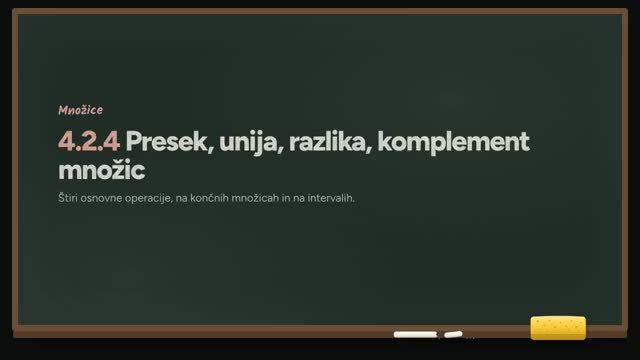 Množice
4.2.4 Presek, unija, razlika, komplement
množic
Štiri osnovne operacije, na končnih množicah in na intervalih.